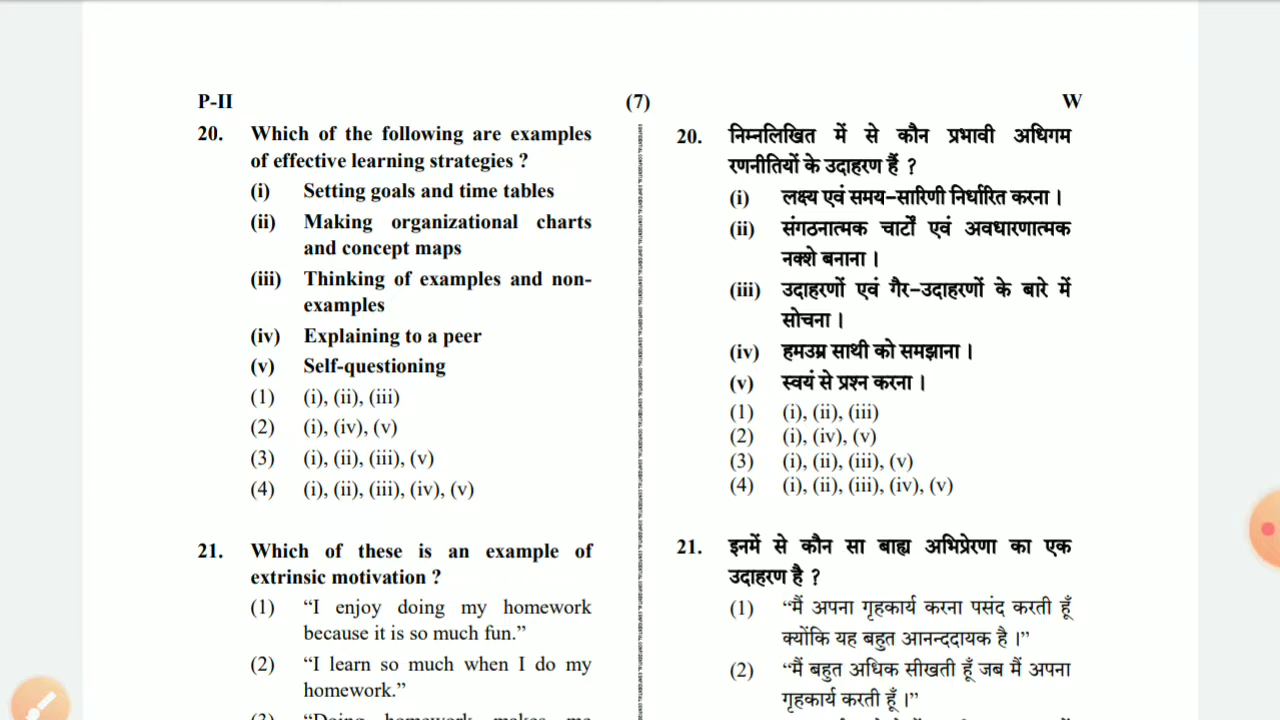 P-II
(7)
W
20. Which of the following are examples
of effective learning strategies ?
(i) Setting goals and time tables
(ii) Making organizational charts
and concept maps
(iii) Thinking of examples and non-
examples
(iv) Explaining to a peer
(v) Self-questioning
(1) (i), (ii), (iii)
(2) (i), (iv), (v)
(3) (i), (ii), (iii), (v)
(4) (i), (ii), (iii), (iv), (v)
21. Which of these is an example of
extrinsic motivation ?
(1) “I enjoy doing my homework
because it is so much fun.”
(2) “I learn so much when I do my
homework.”
(3) “Doing homework makes me
20. निम्नलिखित में से कौन प्रभावी अधिगम
रणनीतियों के उदाहरण हैं ?
(i) लक्ष्य एवं समय-सारिणी निर्धारित करना ।
(ii) संगठनात्मक चार्टों एवं अवधारणात्मक
नक्शे बनाना ।
(iii) उदाहरणों एवं गैर-उदाहरणों के बारे में
सोचना ।
(iv) हमउम्र साथी को समझाना ।
(v) स्वयं से प्रश्न करना ।
(1) (i), (ii), (iii)
(2) (i), (iv), (v)
(3) (i), (ii), (iii), (v)
(4) (i), (ii), (iii), (iv), (v)
21. इनमें से कौन सा बाह्य अभिप्रेरणा का एक
उदाहरण है ?
(1) “मैं अपना गृहकार्य करना पसंद करती हूँ
क्योंकि यह बहुत आनन्ददायक है ।”
(2) “मैं बहुत अधिक सीखती हूँ जब मैं अपना
गृहकार्य करती हूँ ।”